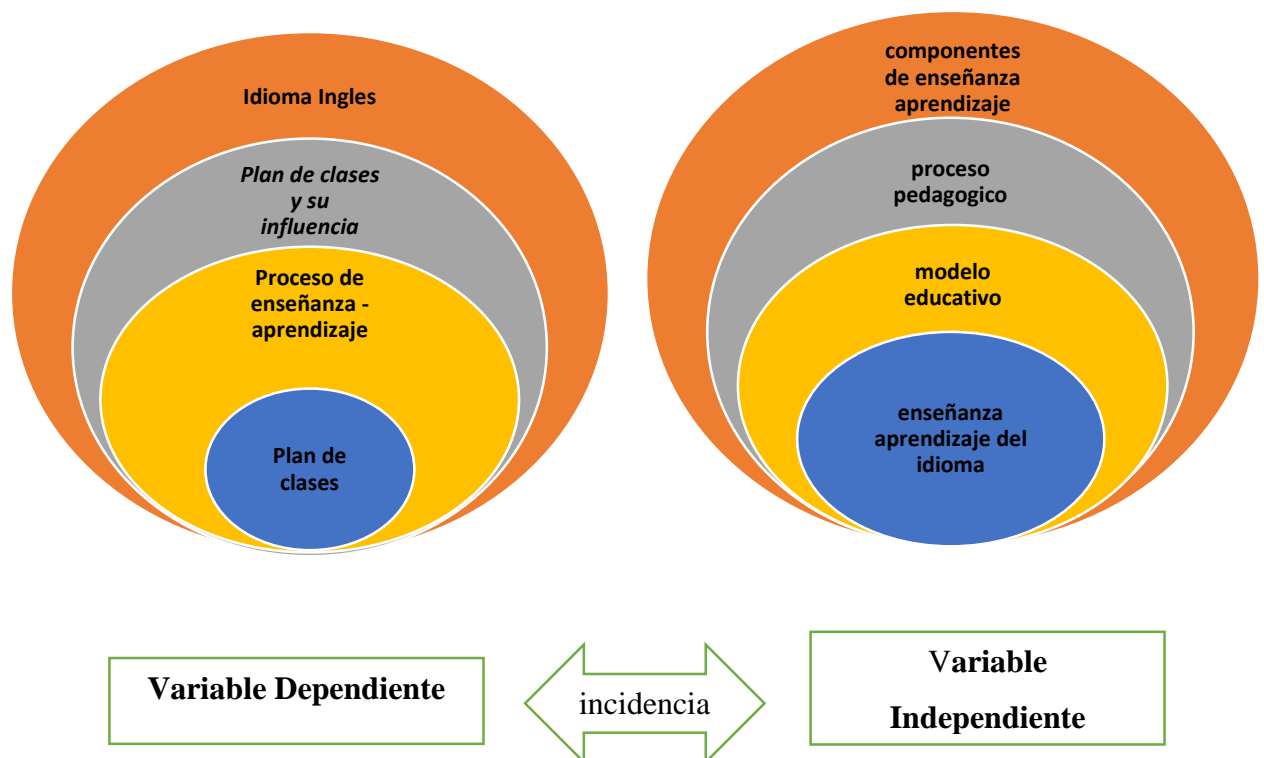 Idioma Ingles
Plan de clases
y su
influencia
Proceso de
enseñanza -
aprendizaje
Plan de
clases
componentes
de enseñanza
aprendizaje
proceso
pedagogico
modelo
educativo
enseñanza
aprendizaje del
idioma
Variable Dependiente
incidencia
Variable
Independiente